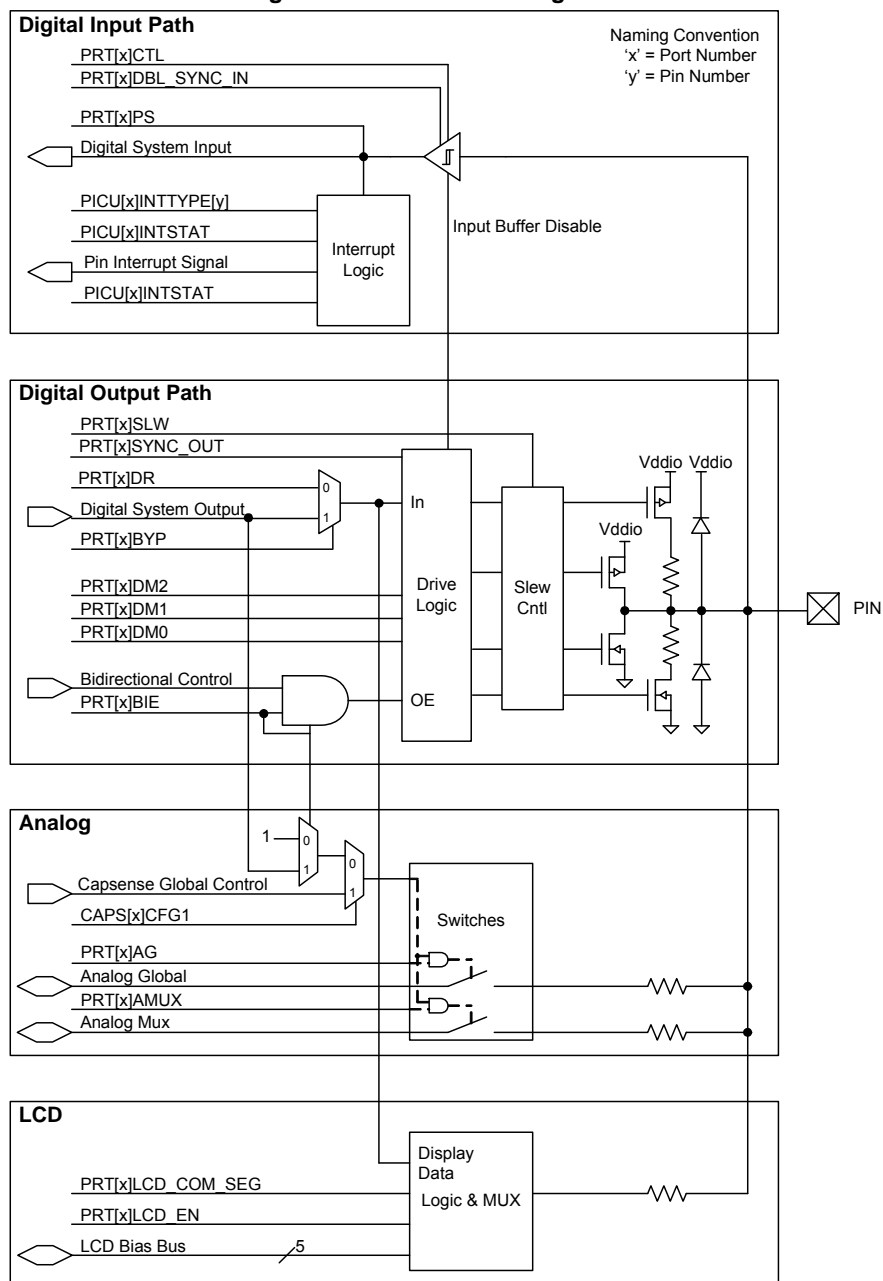 Digital Input Path
Naming Convention
'x' = Port Number
'y' = Pin Number
PRT[x]CTL
PRT[x]DBL_SYNC_IN
PRT[x]PS
Digital System Input
PICU[x]INTTYPE[y]
PICU[x]INTSTAT
Pin Interrupt Signal
PICU[x]INTSTAT
Interrupt
Logic
Input Buffer Disable
Digital Output Path
PRT[x]SLW
PRT[x]SYNC_OUT
PRT[x]DR
Digital System Output
PRT[x]BYP
0
1
PRT[x]DM2
PRT[x]DM1
PRT[x]DM0
Bidirectional Control
PRT[x]BIE
In
Drive
Logic
OE
Slew
Cntl
Vddio Vddio
Vddio
PIN
Analog
1
0
1
0
1
Capsense Global Control
CAPS[x]CFG1
Switches
PRT[x]AG
Analog Global
PRT[x]AMUX
Analog Mux
LCD
Display
Data
Logic & MUX
PRT[x]LCD_COM_SEG
PRT[x]LCD_EN
LCD Bias Bus
5